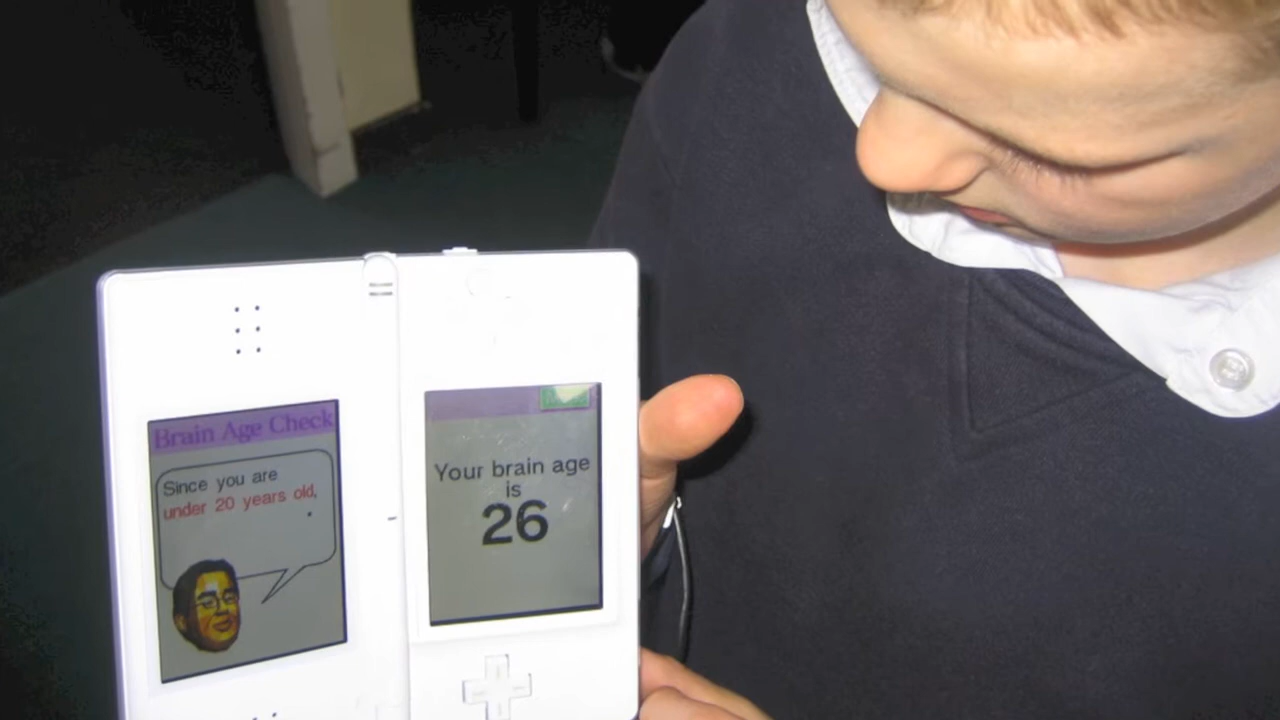 Brain Age Check
Since you are
under 20 years old,
Your brain age
is
26